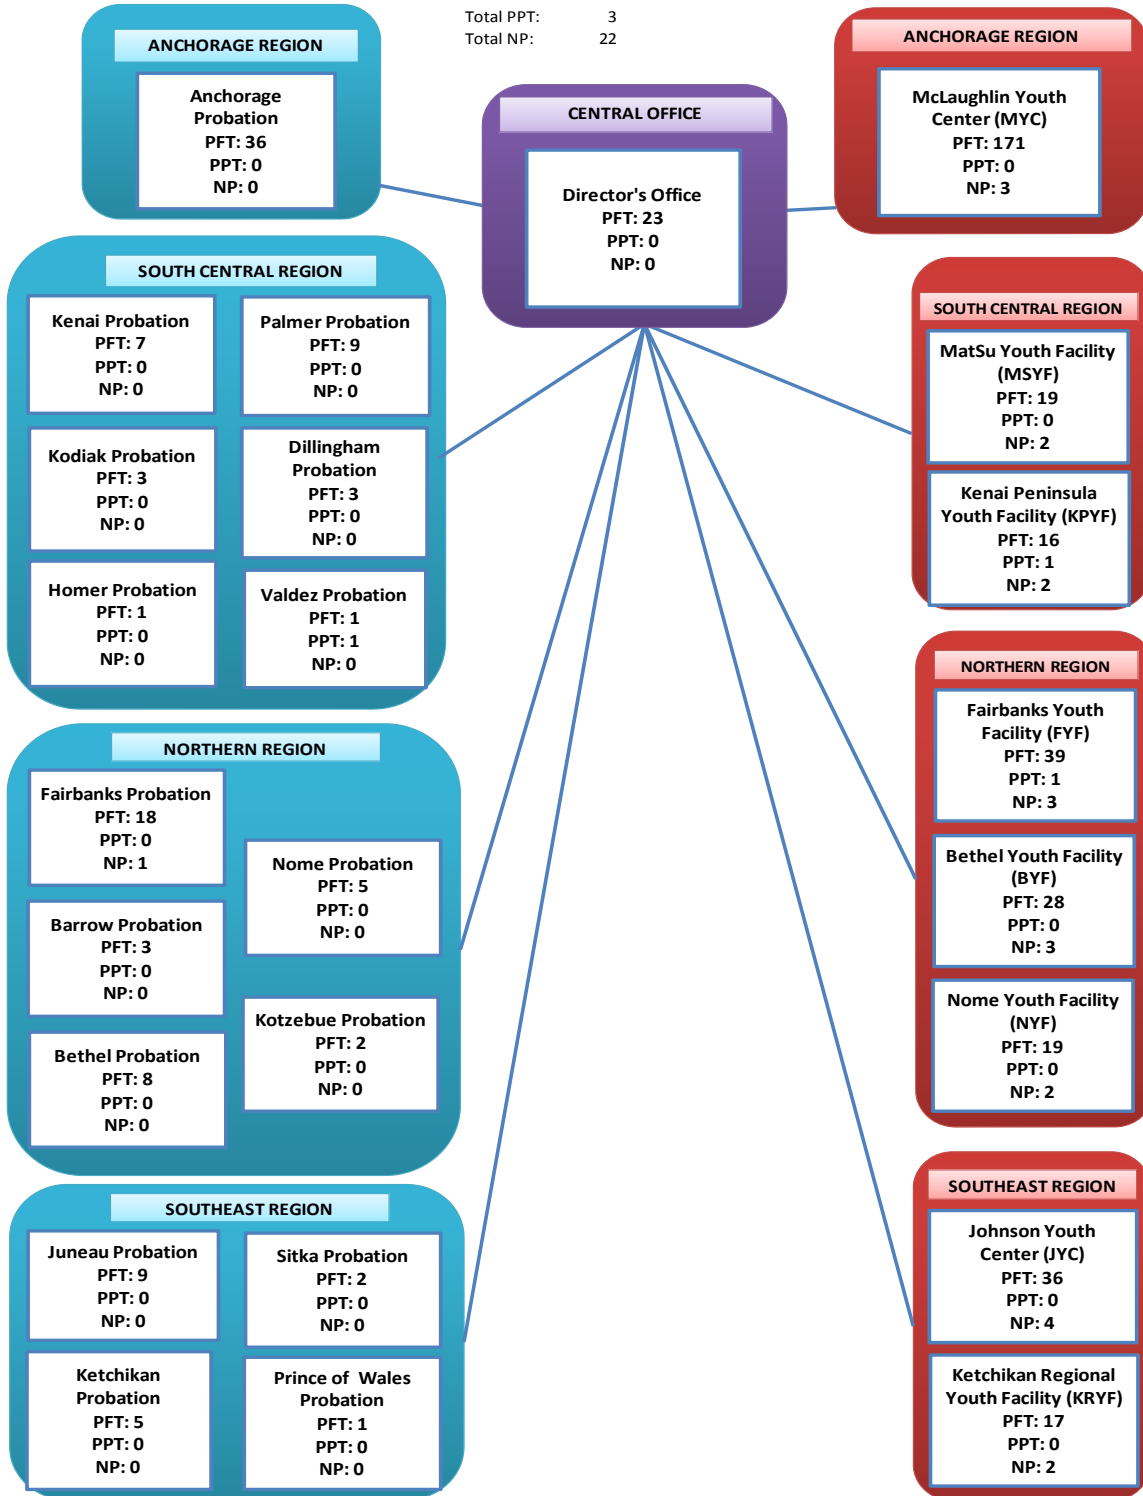 Total PPT: 3
Total NP: 22
ANCHORAGE REGION
Anchorage
Probation
PFT: 36
PPT: 0
NP: 0
CENTRAL OFFICE
Director's Office
PFT: 23
PPT: 0
NP: 0
ANCHORAGE REGION
McLaughlin Youth
Center (MYC)
PFT: 171
PPT: 0
NP: 3
SOUTH CENTRAL REGION
Kenai Probation
PFT: 7
PPT: 0
NP: 0
Palmer Probation
PFT: 9
PPT: 0
NP: 0
Kodiak Probation
PFT: 3
PPT: 0
NP: 0
Dillingham
Probation
PFT: 3
PPT: 0
NP: 0
Homer Probation
PFT: 1
PPT: 0
NP: 0
Valdez Probation
PFT: 1
PPT: 1
NP: 0
SOUTH CENTRAL REGION
MatSu Youth Facility
(MSYF)
PFT: 19
PPT: 0
NP: 2
Kenai Peninsula
Youth Facility (KPYF)
PFT: 16
PPT: 1
NP: 2
NORTHERN REGION
Fairbanks Probation
PFT: 18
PPT: 0
NP: 1
Nome Probation
PFT: 5
PPT: 0
NP: 0
Barrow Probation
PFT: 3
PPT: 0
NP: 0
Kotzebue Probation
PFT: 2
PPT: 0
NP: 0
Bethel Probation
PFT: 8
PPT: 0
NP: 0
NORTHERN REGION
Fairbanks Youth
Facility (FYF)
PFT: 39
PPT: 1
NP: 3
Bethel Youth Facility
(BYF)
PFT: 28
PPT: 0
NP: 3
Nome Youth Facility
(NYF)
PFT: 19
PPT: 0
NP: 2
SOUTHEAST REGION
Juneau Probation
PFT: 9
PPT: 0
NP: 0
Sitka Probation
PFT: 2
PPT: 0
NP: 0
Ketchikan
Probation
PFT: 5
PPT: 0
NP: 0
Prince of Wales
Probation
PFT: 1
PPT: 0
NP: 0
SOUTHEAST REGION
Johnson Youth
Center (JYC)
PFT: 36
PPT: 0
NP: 4
Ketchikan Regional
Youth Facility (KRYF)
PFT: 17
PPT: 0
NP: 2